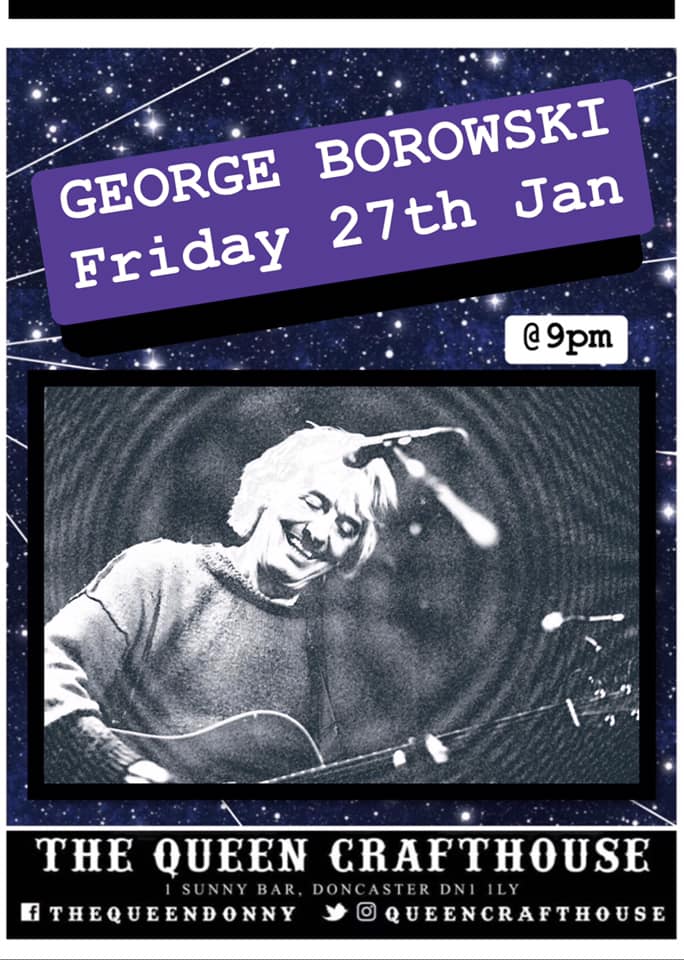 GEORGE BOROWSKI
Friday 27th Jan
@9pm
THE QUEEN CRAFTHOUSE
1 SUNNY BAR, DONCASTER DN1 1LY
THEQUEENDONNY QUEENCRAFTHOUSE